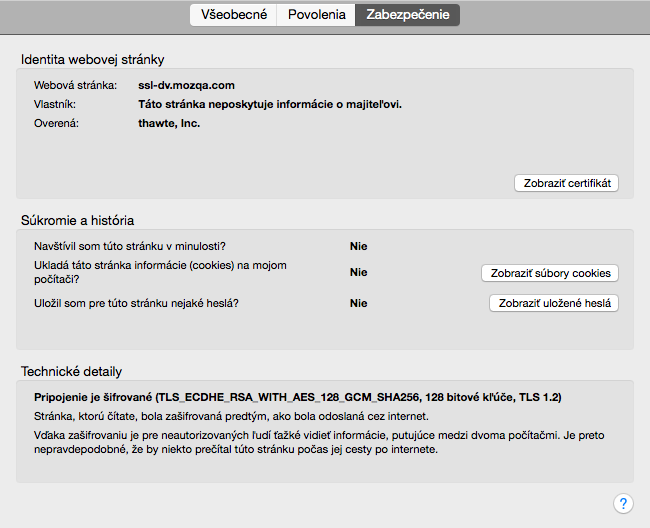 Všeobecné Povolenia Zabezpečenie
Identita webovej stránky
Webová stránka: ssl-dv.mozqa.com
Vlastník: Táto stránka neposkytuje informácie o majiteľovi.
Overená: thawte, Inc.
Zobraziť certifikát
Súkromie a história
Navštívil som túto stránku v minulosti? Nie
Ukladá táto stránka informácie (cookies) na mojom
počítači? Nie Zobraziť súbory cookies
Uložil som pre túto stránku nejaké heslá? Nie Zobraziť uložené heslá
Technické detaily
Pripojenie je šifrované (TLS_ECDHE_RSA_WITH_AES_128_GCM_SHA256, 128 bitové kľúče, TLS 1.2)
Stránka, ktorú čítate, bola zašifrovaná predtým, ako bola odoslaná cez internet.
Vďaka zašifrovaniu je pre neautorizovaných ľudí ťažké vidieť informácie, putujúce medzi dvoma počítačmi. Je preto
nepravdepodobné, že by niekto prečítal túto stránku počas jej cesty po internete.
?